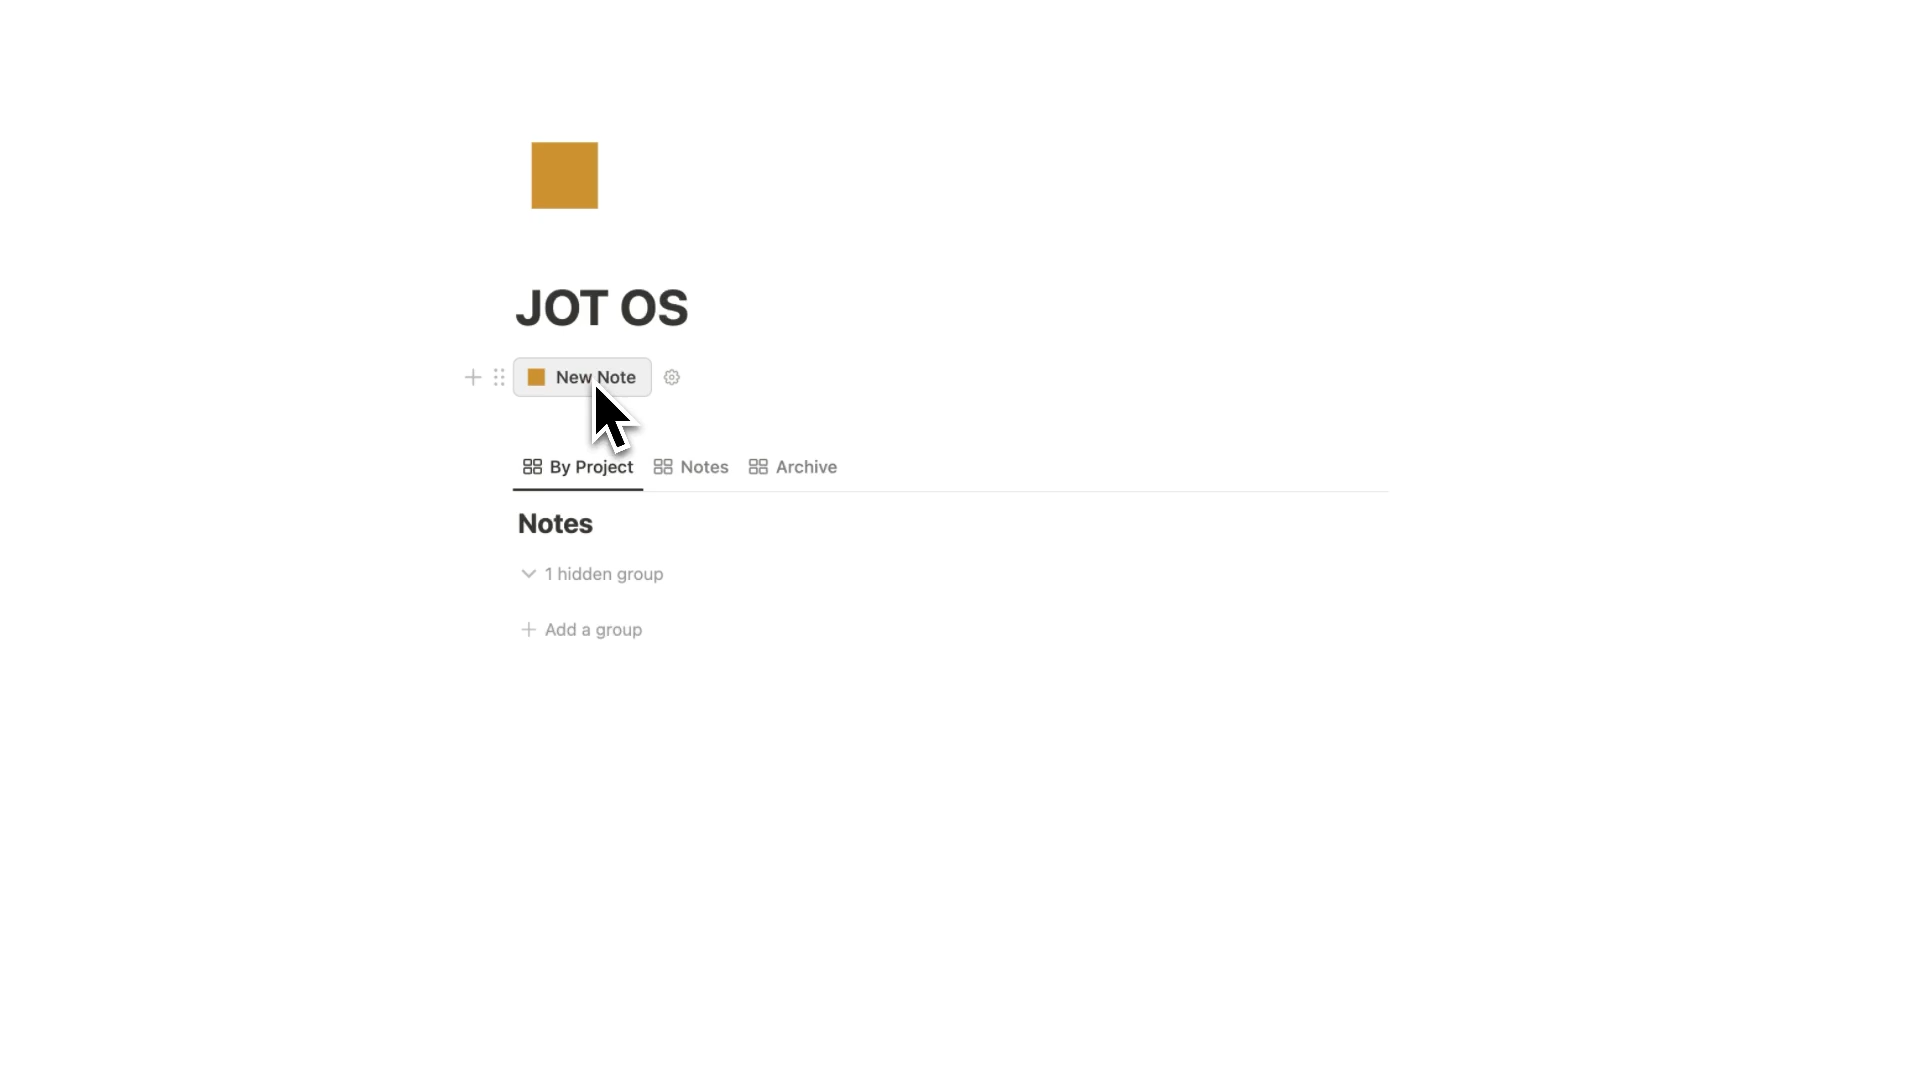 JOT OS
New Note
By Project Notes Archive
Notes
1 hidden group
Add a group